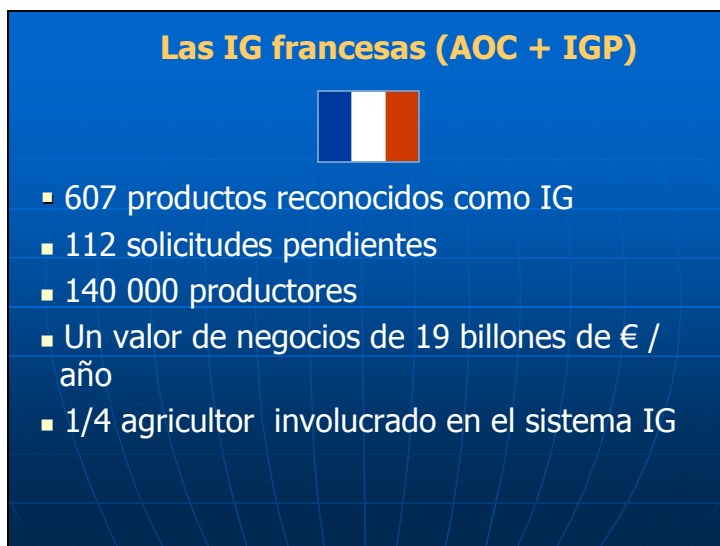 Las IG francesas (AOC + IGP)
607 productos reconocidos como IG
112 solicitudes pendientes
140 000 productores
Un valor de negocios de 19 billones de € /
año
1/4 agricultor involucrado en el sistema IG